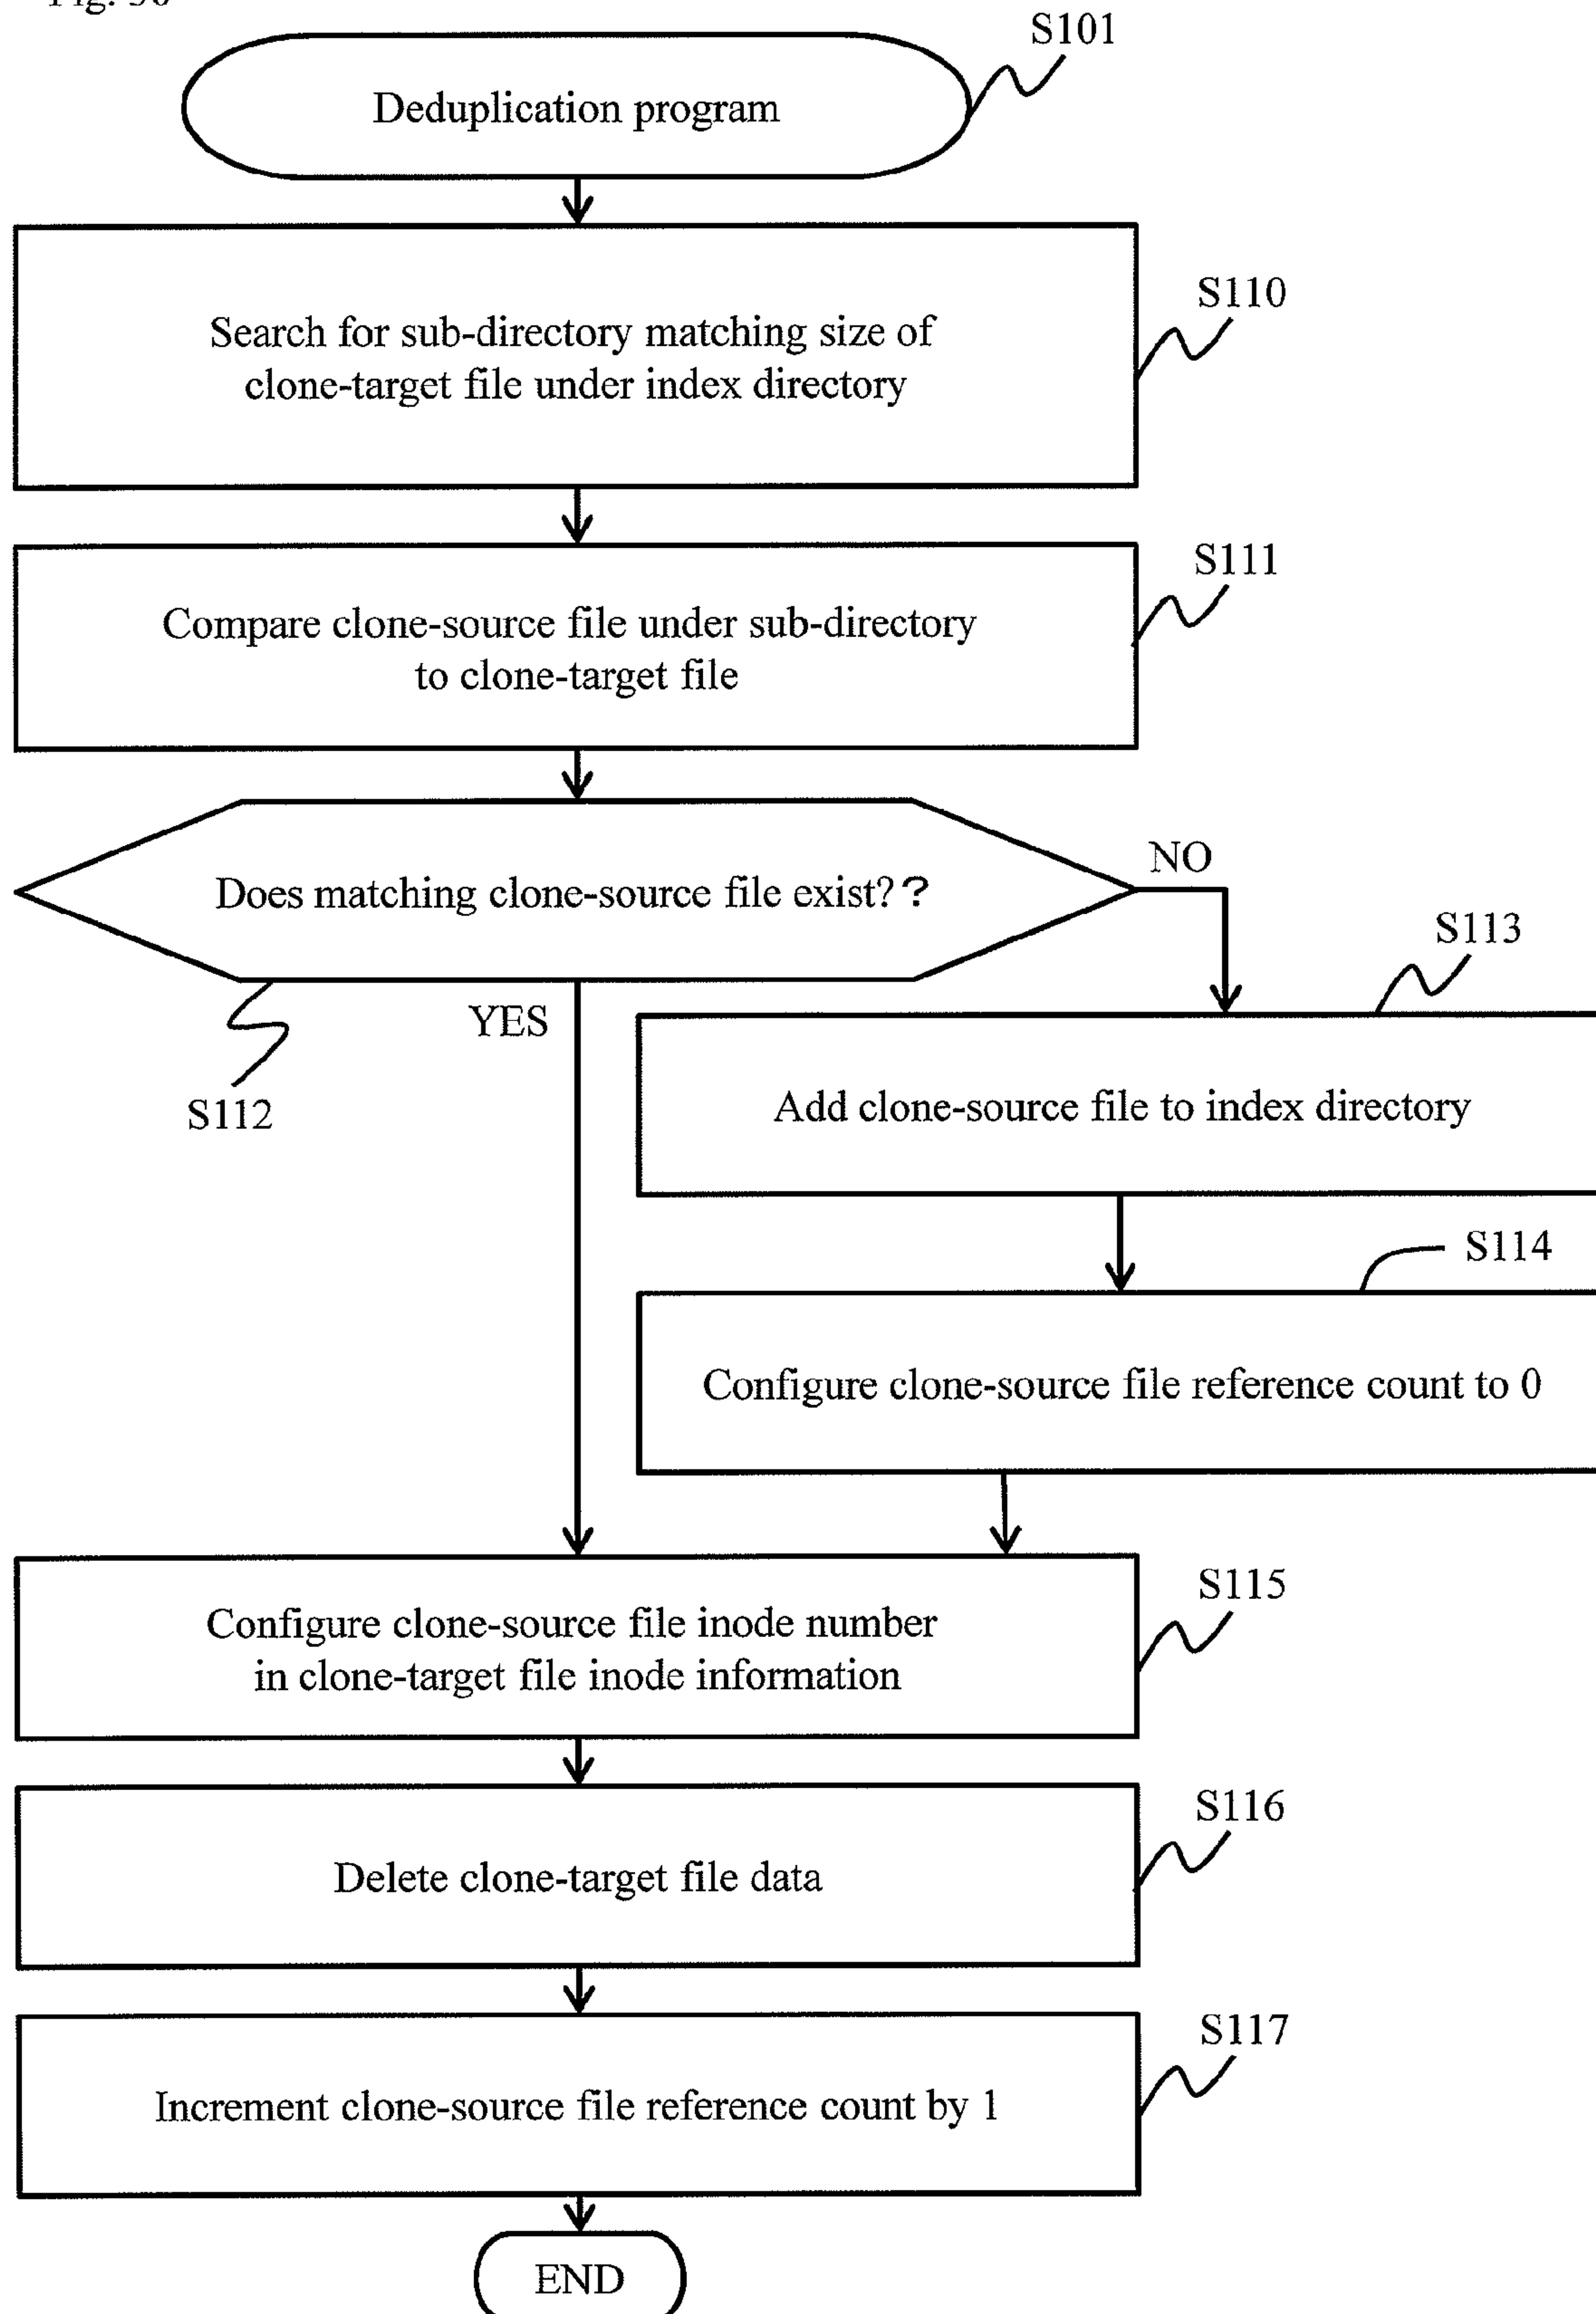 S101
Deduplication program
S110
Search for sub-directory matching size of
clone-target file under index directory
S111
Compare clone-source file under sub-directory
to clone-target file
Does matching clone-source file exist??
NO
S113
YES
S112
Add clone-source file to index directory
S114
Configure clone-source file reference count to 0
S115
Configure clone-source file inode number
in clone-target file inode information
S116
Delete clone-target file data
S117
Increment clone-source file reference count by 1
END